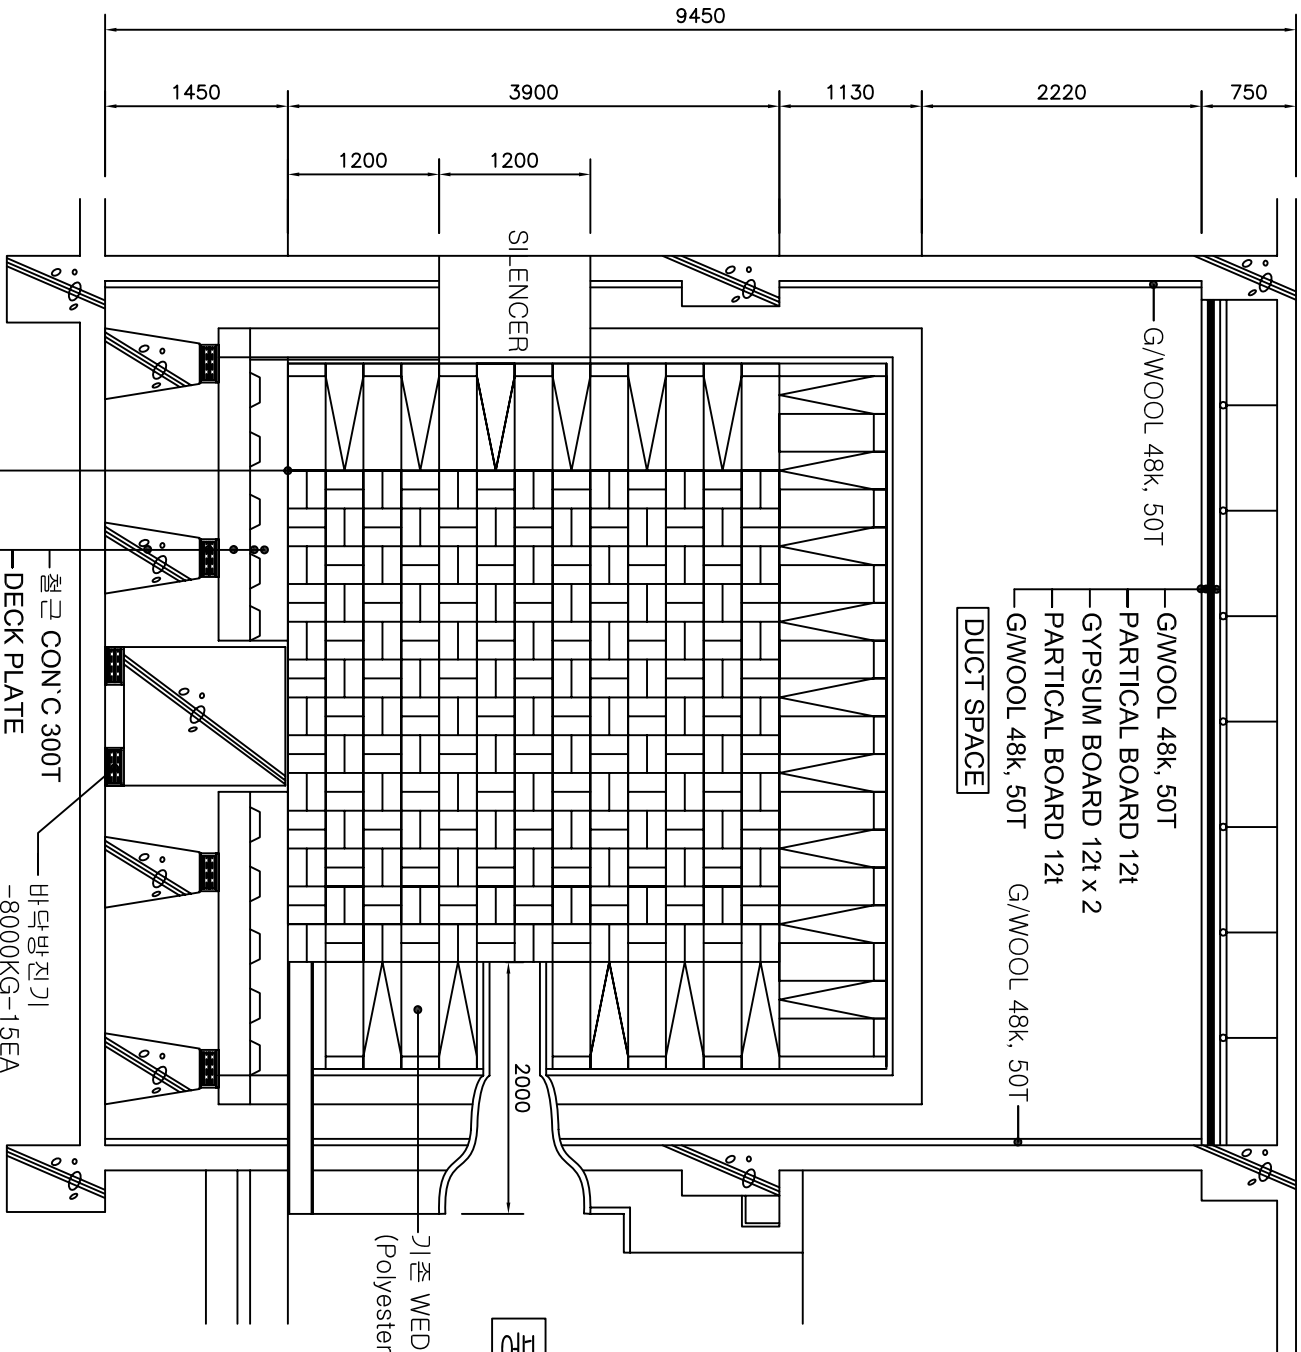 9450
1450
3900
1130
2220
750
1200
1200
SILENCER
G/WOOL 48k, 50T
G/WOOL 48k, 50T
PARTICAL BOARD 12t
GYPSUM BOARD 12t x 2
PARTICAL BOARD 12t
G/WOOL 48k, 50T
DUCT SPACE
G/WOOL 48k, 50T
철근 CON'C 300T
DECK PLATE
바닥방진기
-8000KG-15EA
2000
기존 WED
(Polyester